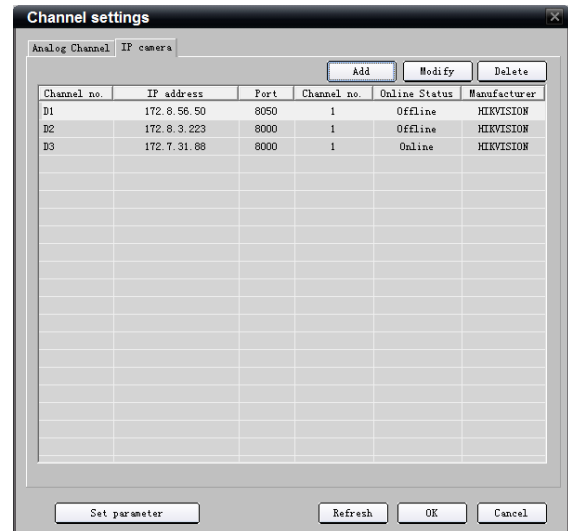 Channel settings
Analog Channel IP camera
Add Modify Delete
Channel no. IP address Port Channel no. Online Status Manufacturer
D1 172.8.56.50 8050 1 Offline HIKVISION
D2 172.8.3.223 8000 1 Offline HIKVISION
D3 172.7.31.88 8000 1 Online HIKVISION
Set parameter Refresh OK Cancel